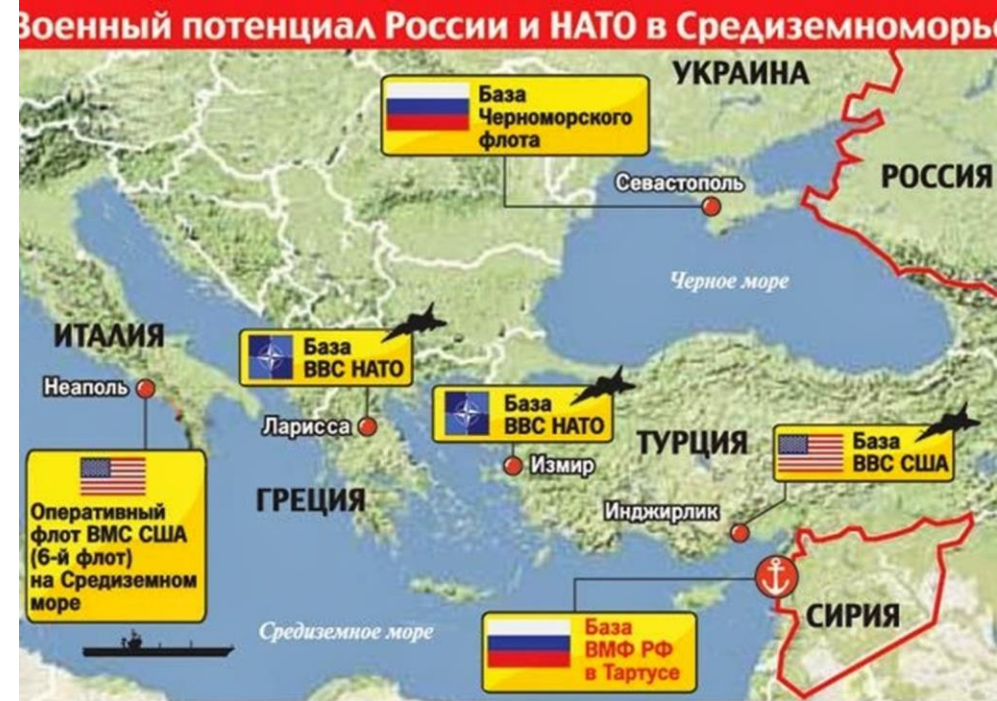 Военный потенциал России и НАТО в Средиземноморье
УКРАИНА
База
Черноморского
флота
РОССИЯ
Севастополь
Черное море
ИТАЛИЯ
База
ВВС НАТО
Неаполь
База
ВВС НАТО
Ларисса
ТУРЦИЯ
База
ВВС США
Измир
ГРЕЦИЯ
Инджирлик
Оперативный
флот ВМС США
(6-й флот)
на Средиземном
море
СИРИЯ
Средиземное море
База
ВМФ РФ
в Тартусе